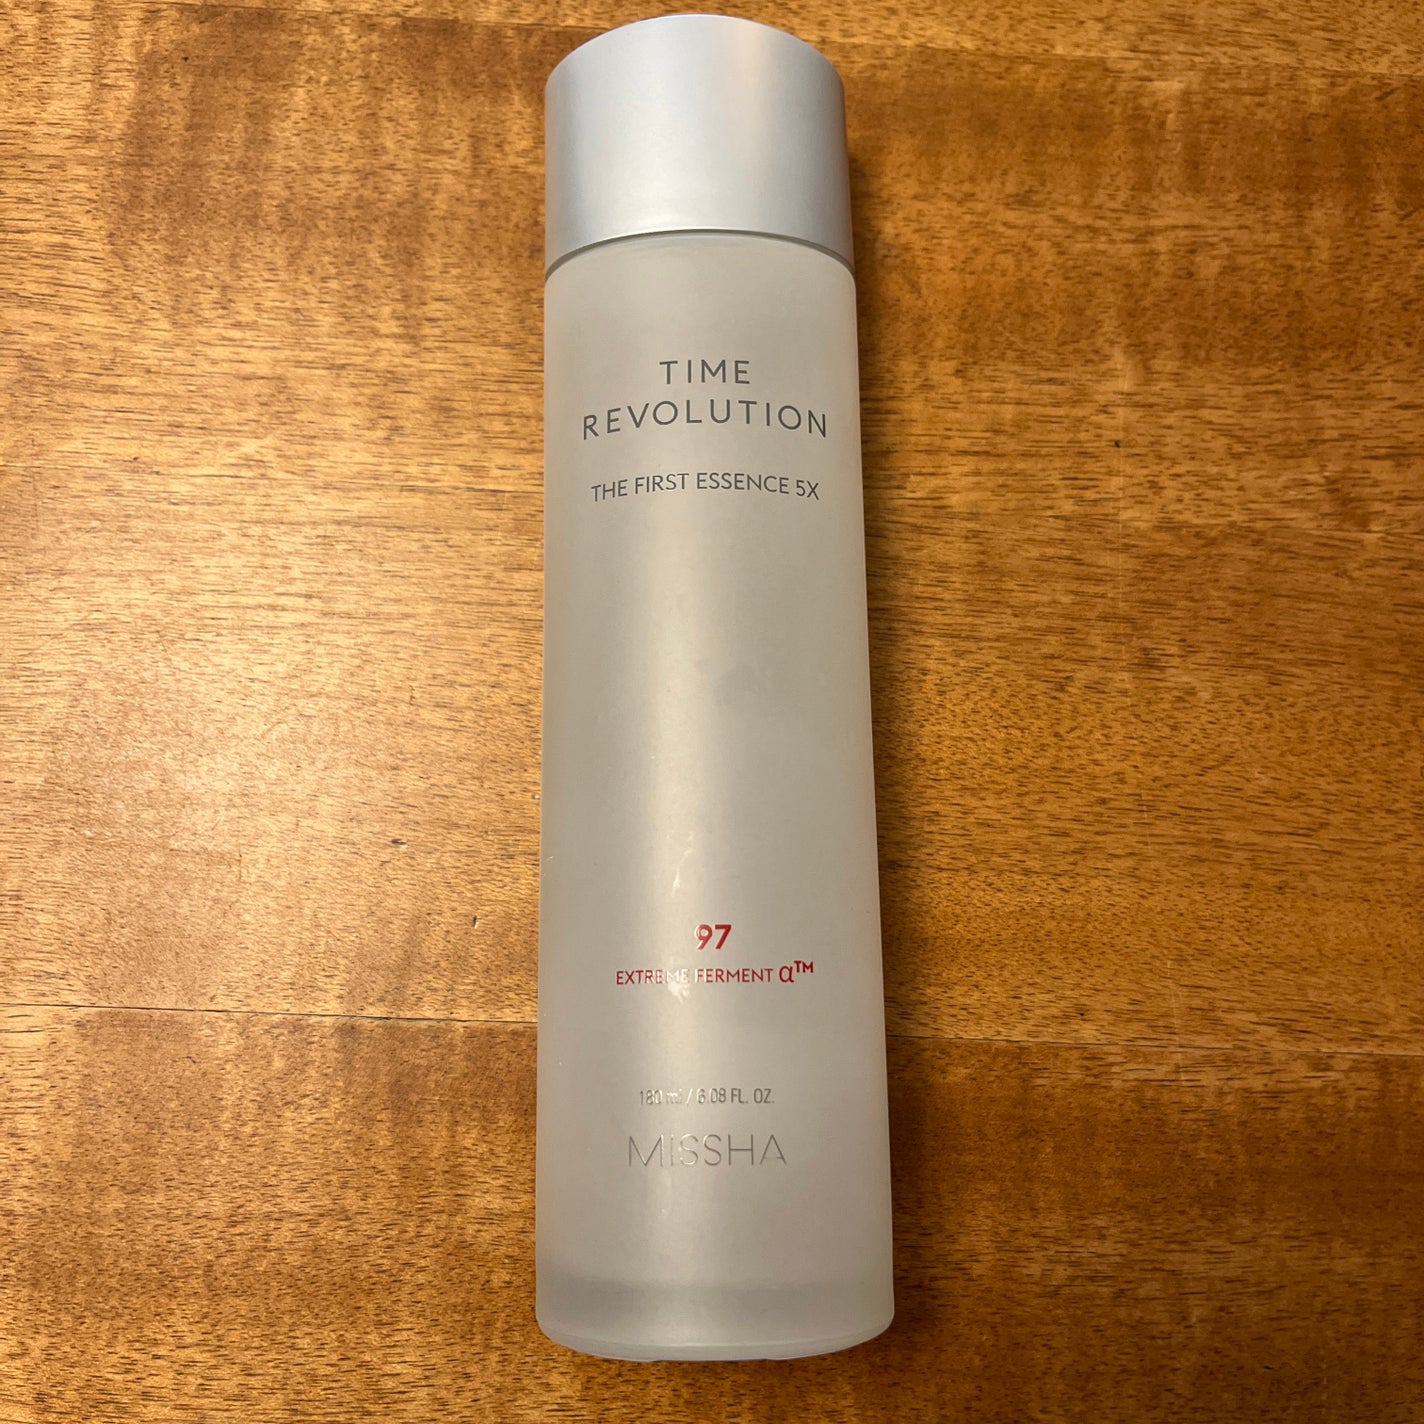 TIME
REVOLUTION
THE FIRST ESSENCE 5X
97
EXTREME FERMENT α™
180 ml / 6.08 FL. OZ.
MISSHA